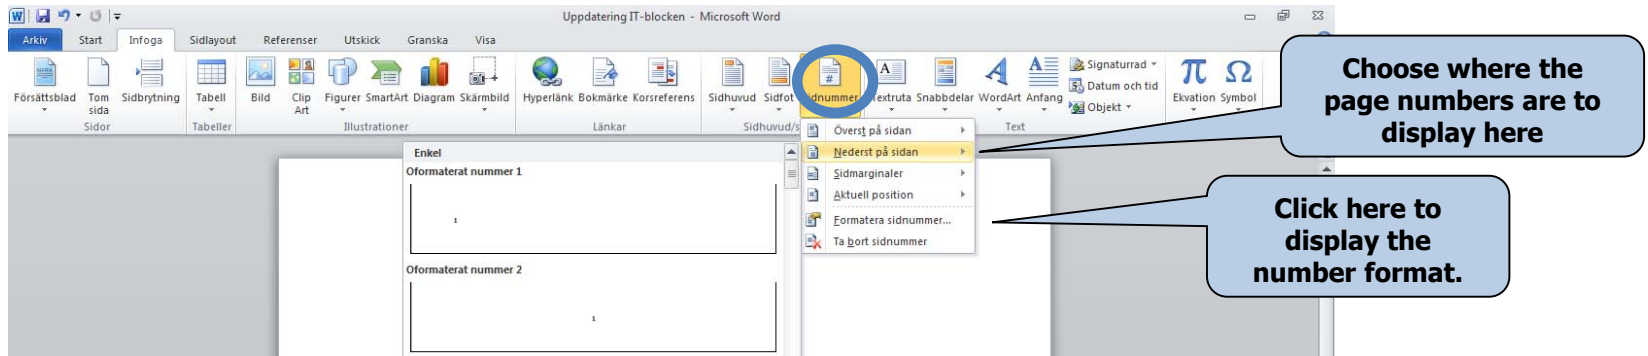 Uppdatering IT-blocken - Microsoft Word
Arkiv Start Infoga Sidlayout Referenser Utskick Granska Visa
Försättsblad Tom sida Sidbrytning Tabell Bild Clip Art Figurer SmartArt Diagram Skärmbild Hyperlänk Bokmärke Korsreferens Sidhuvud Sidfot idnummer extruta Snabbdelar WordArt Anfang Signaturrad Datum och tid Objekt Ekvation Symbol
Sidor Tabeller Illustrationer Länkar Sidhuvud/s Text
Överst på sidan
Nederst på sidan
Sidmarginaler
Aktuell position
Formatera sidnummer...
Ta bort sidnummer
Enkel
Oformaterat nummer 1
1
Oformaterat nummer 2
1
Choose where the
page numbers are to
display here
Click here to
display the
number format.